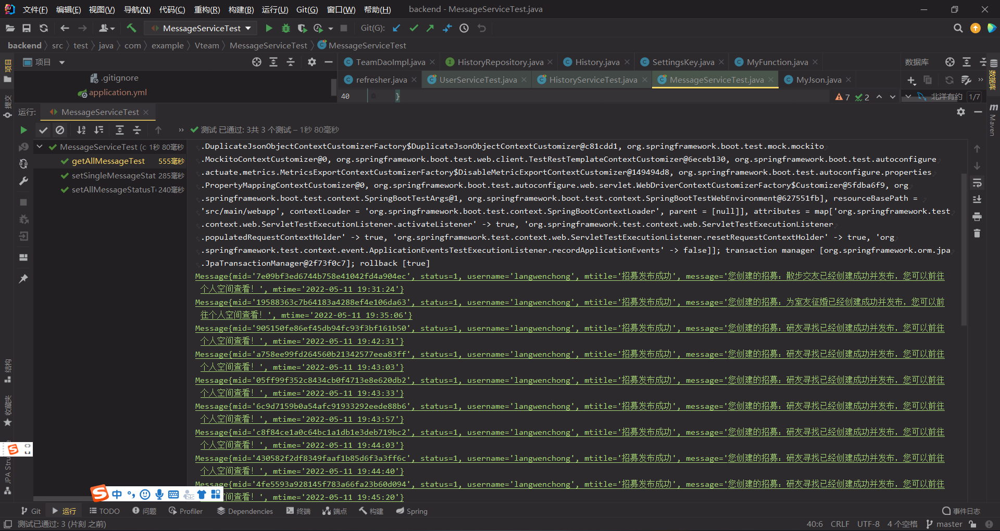 文件(F) 编辑(E) 视图(V) 导航(N) 代码(C) 重构(R) 构建(B) 运行(U) Git(G) 窗口(W) 帮助(H) backend - MessageServiceTest.java
MessageServiceTest Git(G):
backend src test java com example Vteam MessageServiceTest MessageServiceTest
项目 TeamDaoImpl.java HistoryRepository.java History.java SettingsKey.java MyFunction.java 数据库
refresher.java UserServiceTest.java HistoryServiceTest.java MessageServiceTest.java MyJson.java
.gitignore
application.yml
40 } 7 2 北洋有约 1/7
项目
提交
结构
收藏夹
JPA Stru
数据库
Maven
运行: MessageServiceTest
测试 已通过: 3共 3 个测试 – 1秒 80毫秒
MessageServiceTest (c 1秒 80毫秒
getAllMessageTest 555毫秒
setSingleMessageStat 285毫秒
setAllMessageStatusT 240毫秒
.DuplicateJsonObjectContextCustomizerFactory$DuplicateJsonObjectContextCustomizer@c81cdd1, org.springframework.boot.test.mock.mockito
.MockitoContextCustomizer@0, org.springframework.boot.test.web.client.TestRestTemplateContextCustomizer@6eceb130, org.springframework.boot.test.autoconfigure
.actuate.metrics.MetricsExportContextCustomizerFactory$DisableMetricExportContextCustomizer@149494d8, org.springframework.boot.test.autoconfigure.properties
.PropertyMappingContextCustomizer@0, org.springframework.boot.test.autoconfigure.web.servlet.WebDriverContextCustomizerFactory$Customizer@5fdba6f9, org
.springframework.boot.test.context.SpringBootTestArgs@1, org.springframework.boot.test.context.SpringBootTestWebEnvironment@627551fb], resourceBasePath =
'src/main/webapp', contextLoader = 'org.springframework.boot.test.context.SpringBootContextLoader', parent = [null]], attributes = map['org.springframework.test
.context.web.ServletTestExecutionListener.activateListener' -> true, 'org.springframework.test.context.web.ServletTestExecutionListener
.populatedRequestContextHolder' -> true, 'org.springframework.test.context.web.ServletTestExecutionListener.resetRequestContextHolder' -> true, 'org
.springframework.test.context.event.ApplicationEventsTestExecutionListener.recordApplicationEvents' -> false]]; transaction manager [org.springframework.orm.jpa
.JpaTransactionManager@2f73f0c7]; rollback [true]
Message{mid='7e09bf3ed6744b758e41042fd4a904ec', status=1, username='langwenchong', mtitle='招募发布成功', message='您创建的招募：散步交友已经创建成功并发布，您可以前往
个人空间查看！', mtime='2022-05-11 19:31:24'}
Message{mid='19588363c7b64183a4288ef4e106da63', status=1, username='langwenchong', mtitle='招募发布成功', message='您创建的招募：为室友征婚已经创建成功并发布，您可以前
往个人空间查看！', mtime='2022-05-11 19:35:06'}
Message{mid='905150fe86ef45db94fc93f3bf161b50', status=1, username='langwenchong', mtitle='招募发布成功', message='您创建的招募：研友寻找已经创建成功并发布，您可以前往
个人空间查看！', mtime='2022-05-11 19:42:31'}
Message{mid='a758ee99fd264560b21342577eea83ff', status=1, username='langwenchong', mtitle='招募发布成功', message='您创建的招募：研友寻找已经创建成功并发布，您可以前往
个人空间查看！', mtime='2022-05-11 19:43:03'}
Message{mid='05ff99f352c8434cb0f4713e8e620db2', status=1, username='langwenchong', mtitle='招募发布成功', message='您创建的招募：研友寻找已经创建成功并发布，您可以前往
个人空间查看！', mtime='2022-05-11 19:43:33'}
Message{mid='6c9d7159b0a54afc91933292eede88b6', status=1, username='langwenchong', mtitle='招募发布成功', message='您创建的招募：研友寻找已经创建成功并发布，您可以前往
个人空间查看！', mtime='2022-05-11 19:43:57'}
Message{mid='c8f84ce1a0c64bc1a1db1e3deb719bc2', status=1, username='langwenchong', mtitle='招募发布成功', message='您创建的招募：研友寻找已经创建成功并发布，您可以前往
个人空间查看！', mtime='2022-05-11 19:44:03'}
Message{mid='430582f2df8349faaf1b85d6f3a3ff6c', status=1, username='langwenchong', mtitle='招募发布成功', message='您创建的招募：研友寻找已经创建成功并发布，您可以前往
个人空间查看！', mtime='2022-05-11 19:44:40'}
Message{mid='4fe5593a928145f783a66fa23b60d094', status=1, username='langwenchong', mtitle='招募发布成功', message='您创建的招募：研友寻找已经创建成功并发布，您可以前往
间查看！', mtime='2022-05-11 19:45:20'}
中
Git 运行 TODO 问题 Profiler Dependencies 终端 端点 构建 Spring 事件日志
测试已通过: 3 (片刻 之前) 40:6 CRLF UTF-8 4 个空格 master